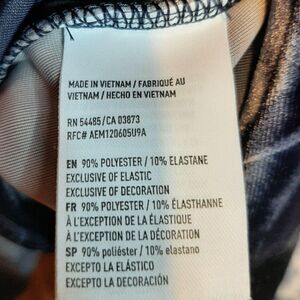 MADE IN VIETNAM / FABRIQUÉ AU
VIETNAM / HECHO EN VIETNAM
RN 54485/CA 03873
RFC# AEM120605U9A
EN 90% POLYESTER / 10% ELASTANE
EXCLUSIVE OF ELASTIC
EXCLUSIVE OF DECORATION
FR 90% POLYESTER / 10% ÉLASTHANNE
À L'EXCEPTION DE LA ÉLASTIQUE
À L'EXCEPTION DE LA DÉCORATION
SP 90% poliéster / 10% elastano
EXCEPTO LA ELÁSTICO
EXCEPTO LA DECORACIÓN